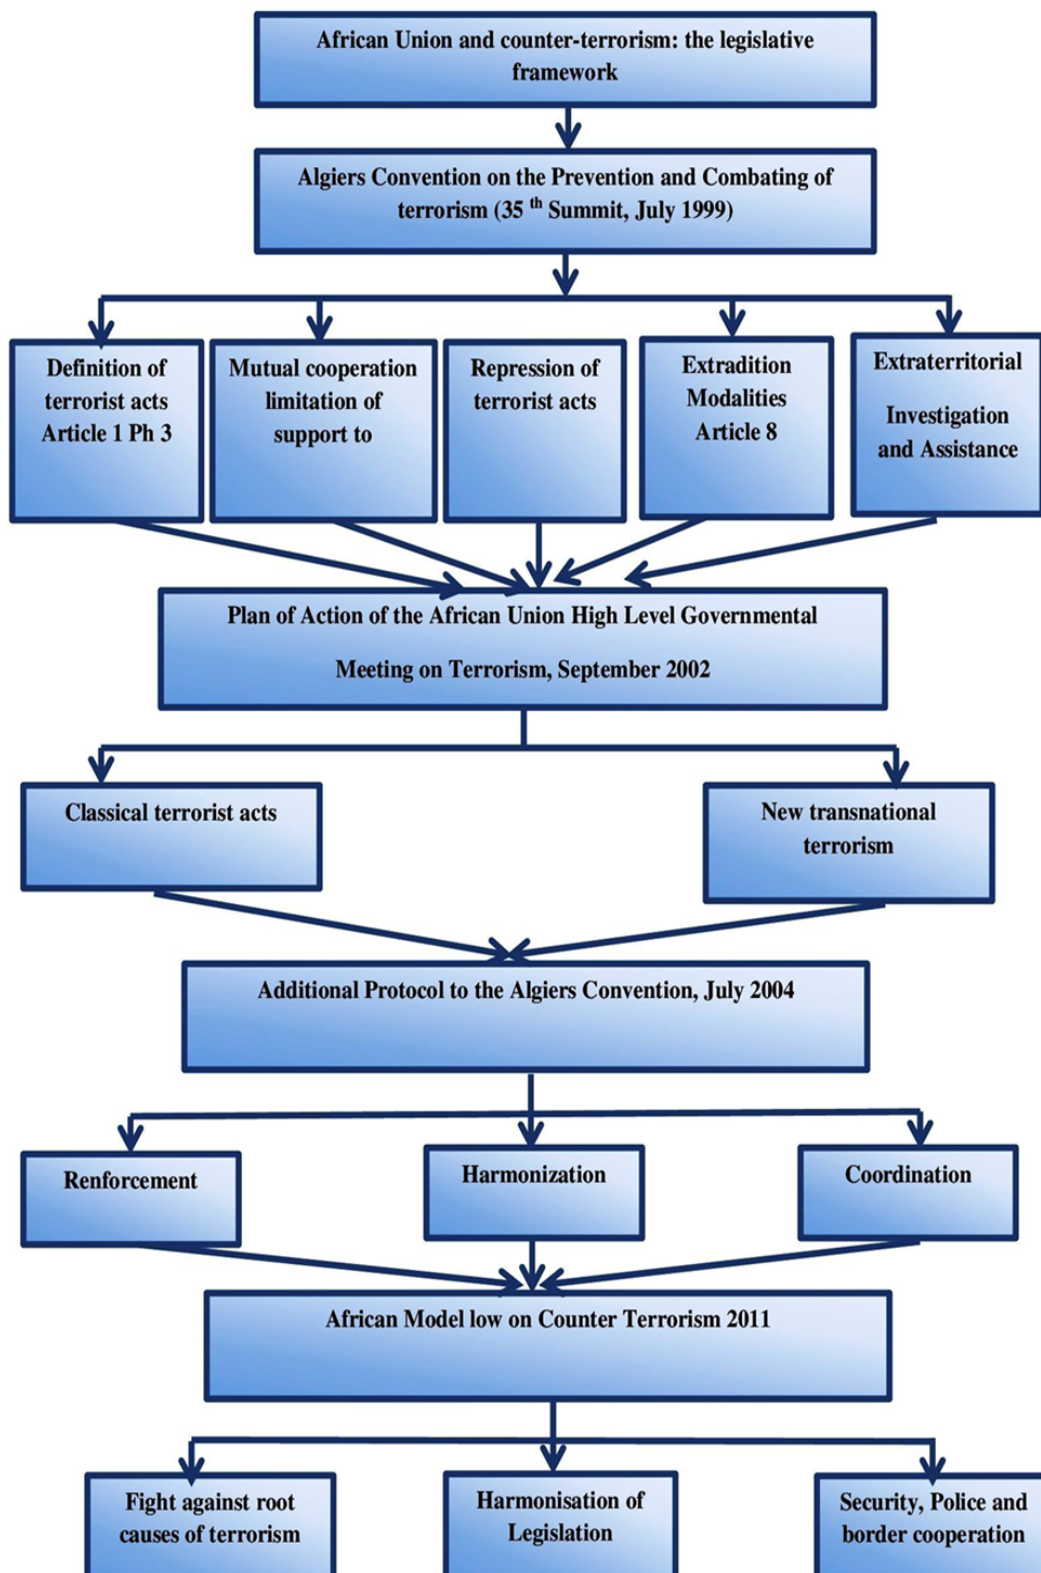 African Union and counter-terrorism: the legislative
framework
Algiers Convention on the Prevention and Combating of
terrorism (35 th Summit, July 1999)
Definition of
terrorist acts
Article 1 Ph 3
Mutual cooperation
limitation of
support to
Repression of
terrorist acts
Extradition
Modalities
Article 8
Extraterritorial
Investigation
and Assistance
Plan of Action of the African Union High Level Governmental
Meeting on Terrorism, September 2002
Classical terrorist acts
New transnational
terrorism
Additional Protocol to the Algiers Convention, July 2004
Renforcement
Harmonization
Coordination
African Model low on Counter Terrorism 2011
Fight against root
causes of terrorism
Harmonisation of
Legislation
Security, Police and
border cooperation